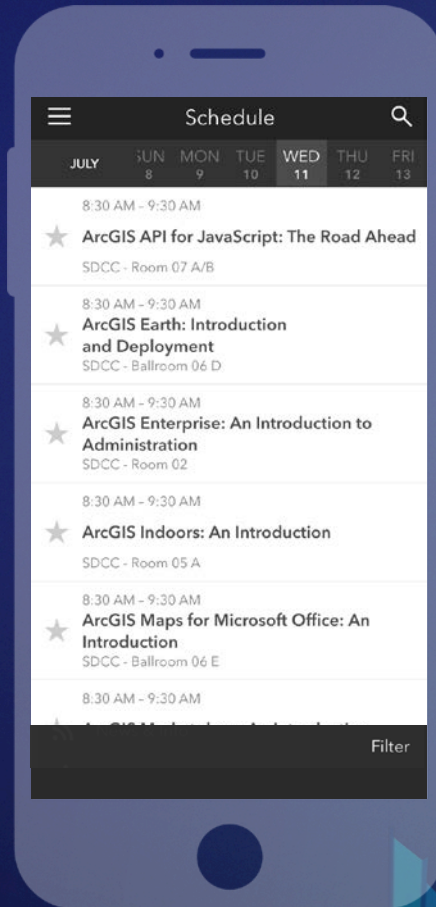 Schedule
JULY SUN MON TUE WED THU FRI
8 9 10 11 12 13
8:30 AM – 9:30 AM
ArcGIS API for JavaScript: The Road Ahead
SDCC - Room 07 A/B
8:30 AM – 9:30 AM
ArcGIS Earth: Introduction
and Deployment
SDCC - Ballroom 06 D
8:30 AM – 9:30 AM
ArcGIS Enterprise: An Introduction to
Administration
SDCC - Room 02
8:30 AM – 9:30 AM
ArcGIS Indoors: An Introduction
SDCC - Room 05 A
8:30 AM – 9:30 AM
ArcGIS Maps for Microsoft Office: An
Introduction
SDCC - Ballroom 06 E
8:30 AM – 9:30 AM
Filter